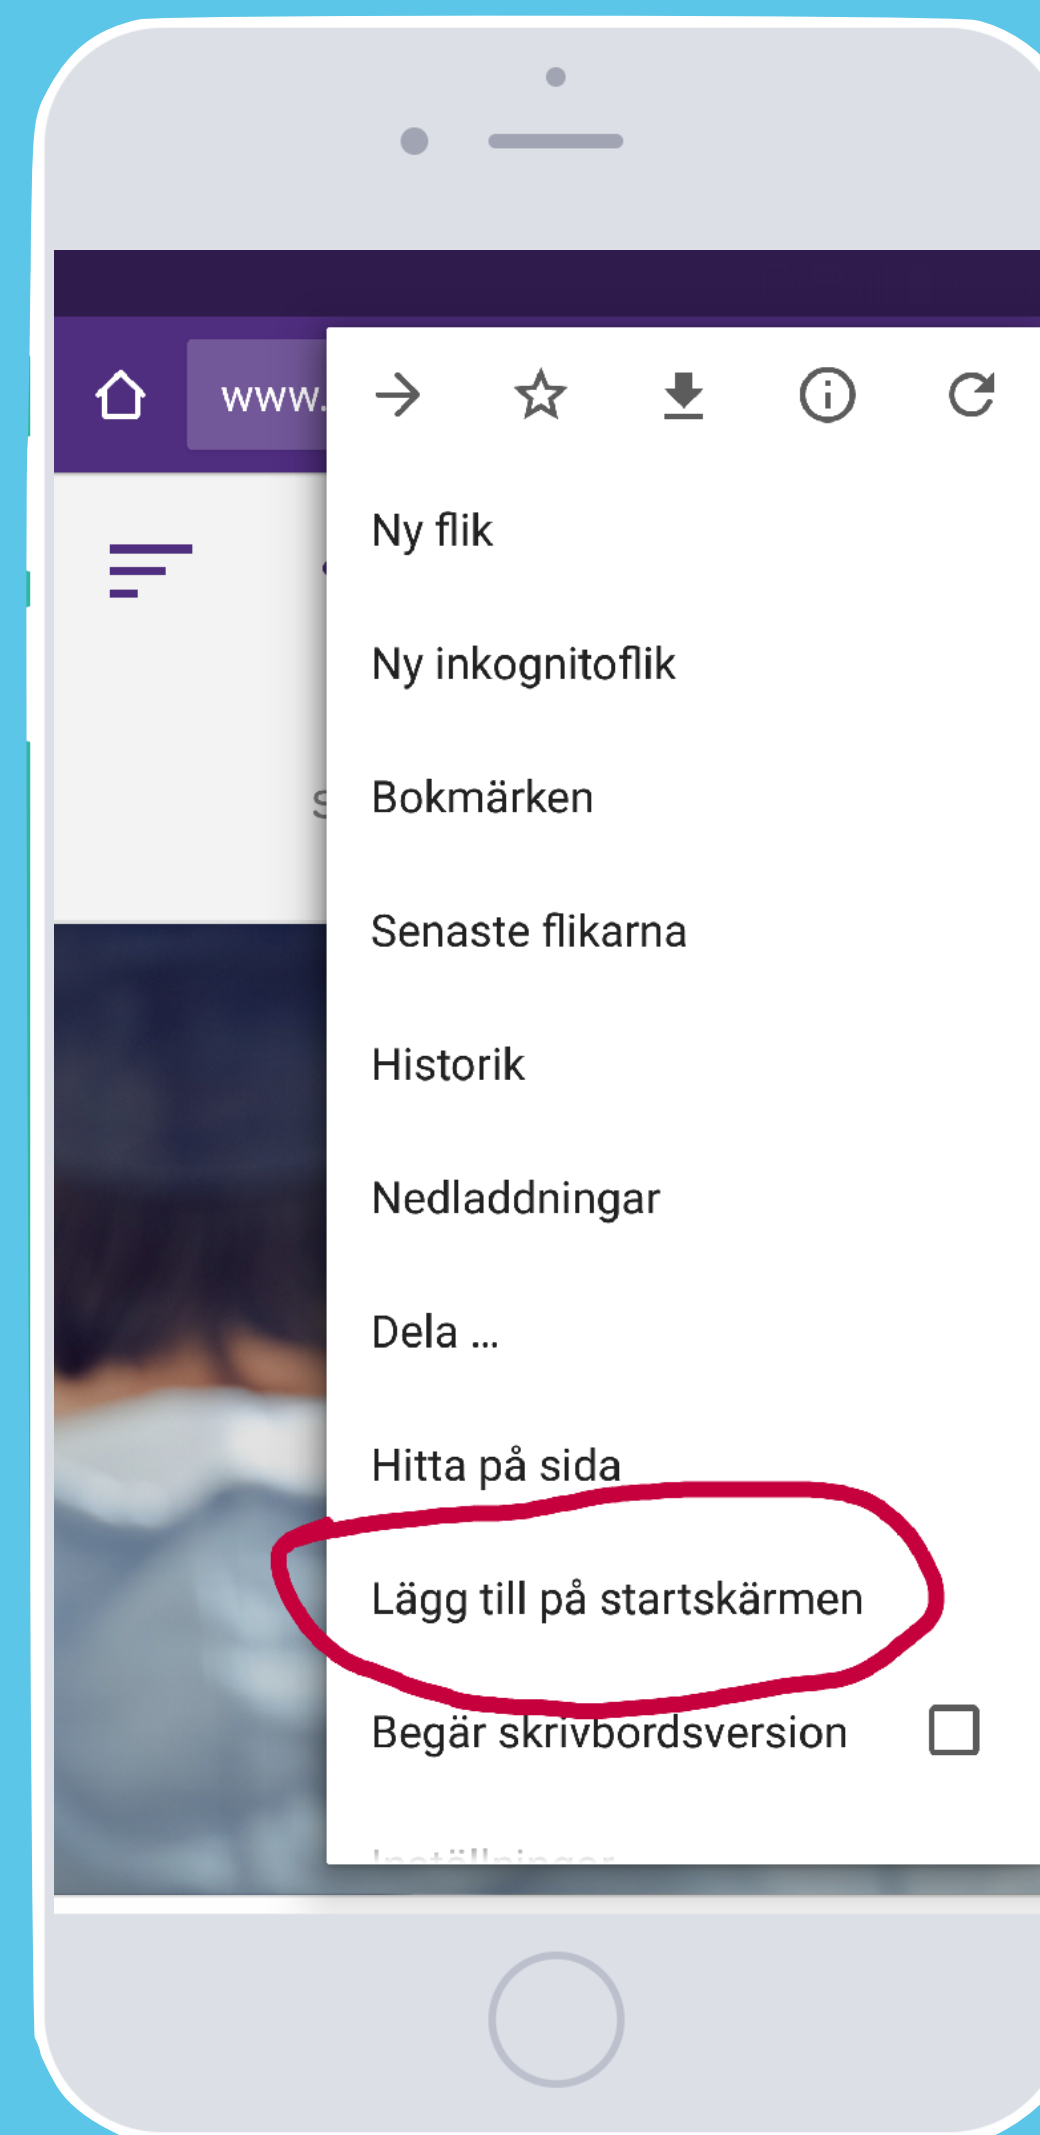 www.
Ny flik
Ny inkognitoflik
Bokmärken
Senaste flikarna
Historik
Nedladdningar
Dela ...
Hitta på sida
Lägg till på startskärmen
Begär skrivbordsversion